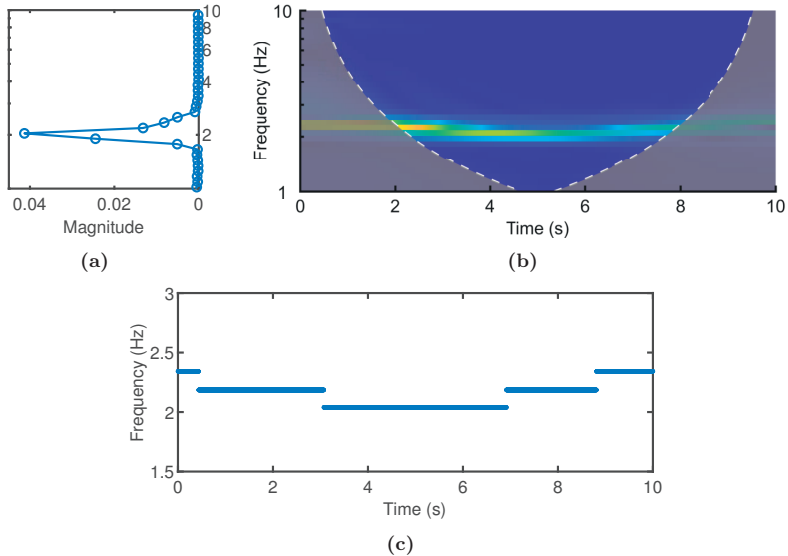 10
8
6
4
2
0.04 0.02 0
Magnitude
(a)
10
Frequency (Hz)
1
0 2 4 6 8 10
Time (s)
(b)
3
2.5
2
1.5
Frequency (Hz)
0 2 4 6 8 10
Time (s)
(c)